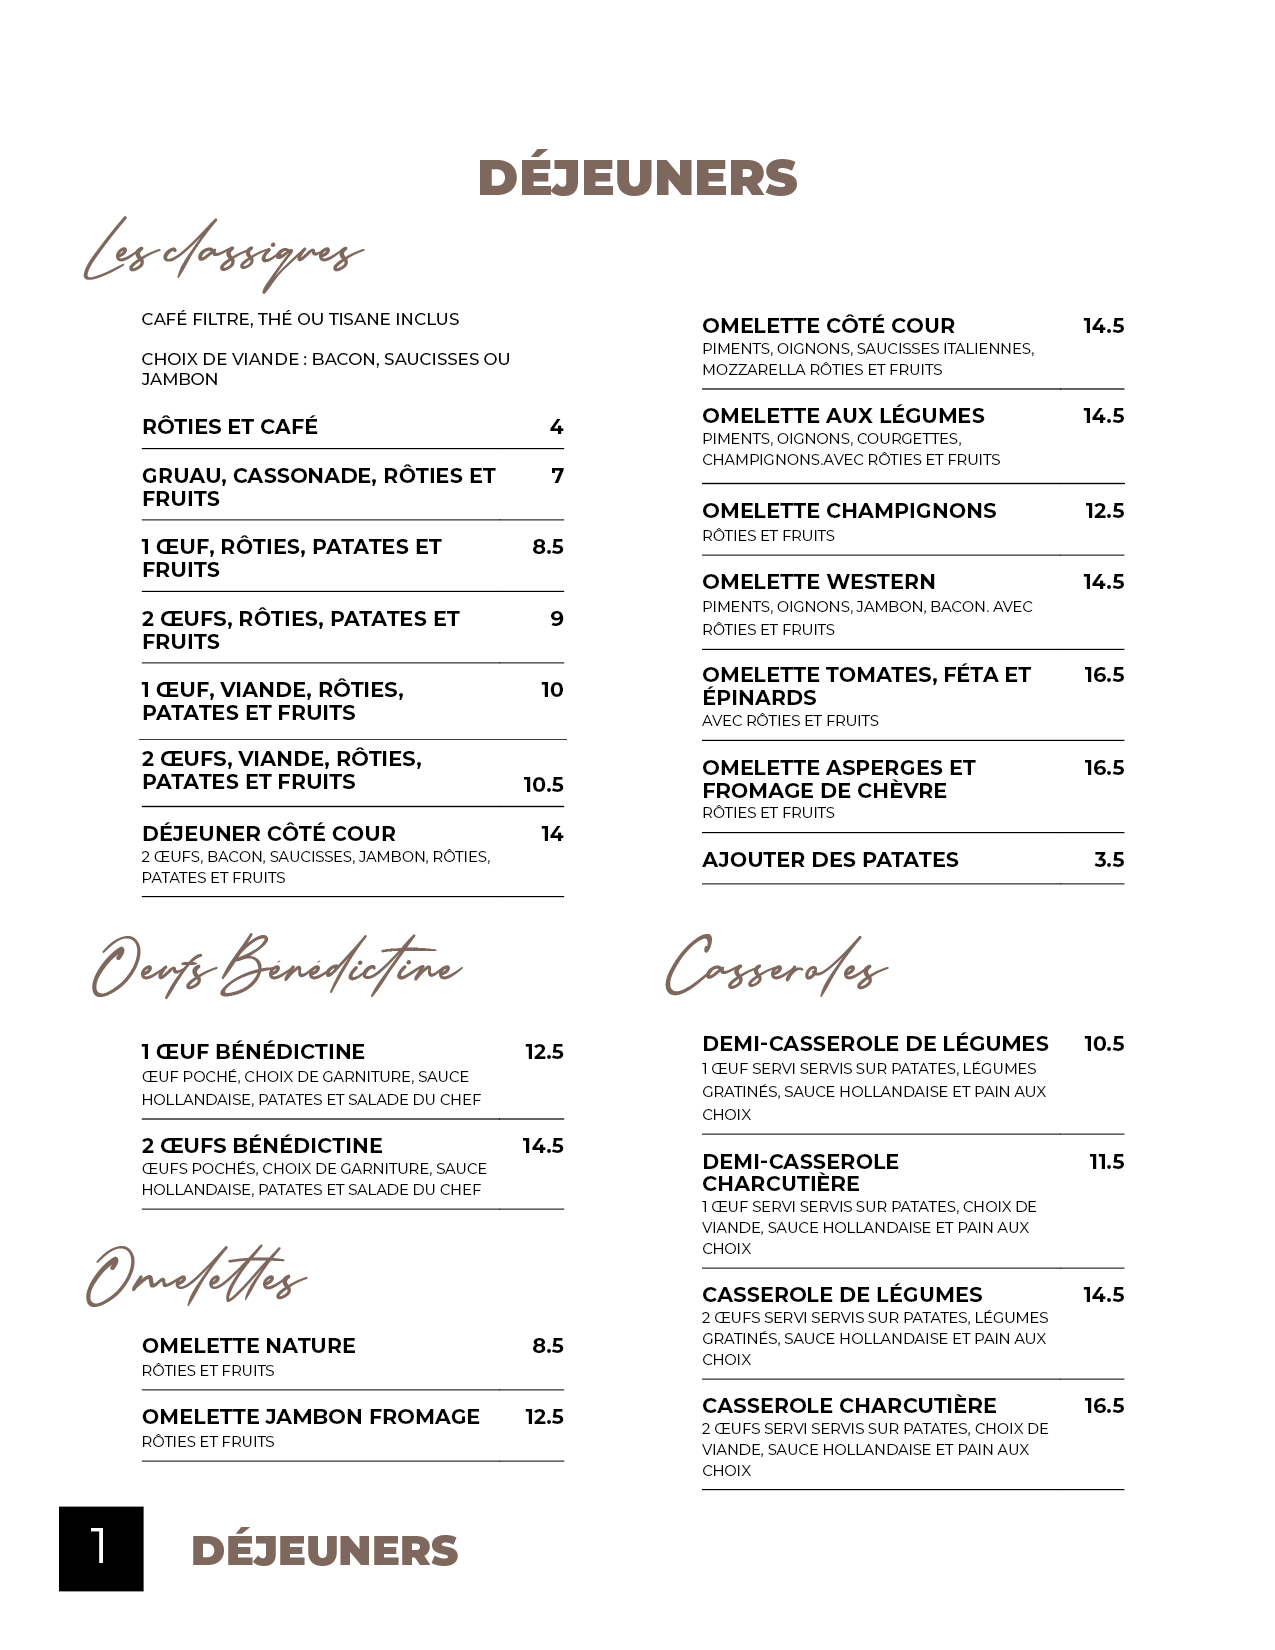 DÉJEUNERS
Les classiques
CAFÉ FILTRE, THÉ OU TISANE INCLUS
CHOIX DE VIANDE : BACON, SAUCISSES OU
JAMBON
RÔTIES ET CAFÉ 4
GRUAU, CASSONADE, RÔTIES ET 7
FRUITS
1 ŒUF, RÔTIES, PATATES ET 8.5
FRUITS
2 ŒUFS, RÔTIES, PATATES ET 9
FRUITS
1 ŒUF, VIANDE, RÔTIES, 10
PATATES ET FRUITS
2 ŒUFS, VIANDE, RÔTIES,
PATATES ET FRUITS 10.5
DÉJEUNER CÔTÉ COUR 14
2 ŒUFS, BACON, SAUCISSES, JAMBON, RÔTIES,
PATATES ET FRUITS
Oeufs Bénédictine
1 ŒUF BÉNÉDICTINE 12.5
ŒUF POCHÉ, CHOIX DE GARNITURE, SAUCE
HOLLANDAISE, PATATES ET SALADE DU CHEF
2 ŒUFS BÉNÉDICTINE 14.5
ŒUFS POCHÉS, CHOIX DE GARNITURE, SAUCE
HOLLANDAISE, PATATES ET SALADE DU CHEF
Omelettes
OMELETTE NATURE 8.5
RÔTIES ET FRUITS
OMELETTE JAMBON FROMAGE 12.5
RÔTIES ET FRUITS
OMELETTE CÔTÉ COUR 14.5
PIMENTS, OIGNONS, SAUCISSES ITALIENNES,
MOZZARELLA RÔTIES ET FRUITS
OMELETTE AUX LÉGUMES 14.5
PIMENTS, OIGNONS, COURGETTES,
CHAMPIGNONS.AVEC RÔTIES ET FRUITS
OMELETTE CHAMPIGNONS 12.5
RÔTIES ET FRUITS
OMELETTE WESTERN 14.5
PIMENTS, OIGNONS, JAMBON, BACON. AVEC
RÔTIES ET FRUITS
OMELETTE TOMATES, FÉTA ET 16.5
ÉPINARDS
AVEC RÔTIES ET FRUITS
OMELETTE ASPERGES ET 16.5
FROMAGE DE CHÈVRE
RÔTIES ET FRUITS
AJOUTER DES PATATES 3.5
Casseroles
DEMI-CASSEROLE DE LÉGUMES 10.5
1 ŒUF SERVI SERVIS SUR PATATES, LÉGUMES
GRATINÉS, SAUCE HOLLANDAISE ET PAIN AUX
CHOIX
DEMI-CASSEROLE 11.5
CHARCUTIÈRE
1 ŒUF SERVI SERVIS SUR PATATES, CHOIX DE
VIANDE, SAUCE HOLLANDAISE ET PAIN AUX
CHOIX
CASSEROLE DE LÉGUMES 14.5
2 ŒUFS SERVI SERVIS SUR PATATES, LÉGUMES
GRATINÉS, SAUCE HOLLANDAISE ET PAIN AUX
CHOIX
CASSEROLE CHARCUTIÈRE 16.5
2 ŒUFS SERVI SERVIS SUR PATATES, CHOIX DE
VIANDE, SAUCE HOLLANDAISE ET PAIN AUX
CHOIX
1 DÉJEUNERS